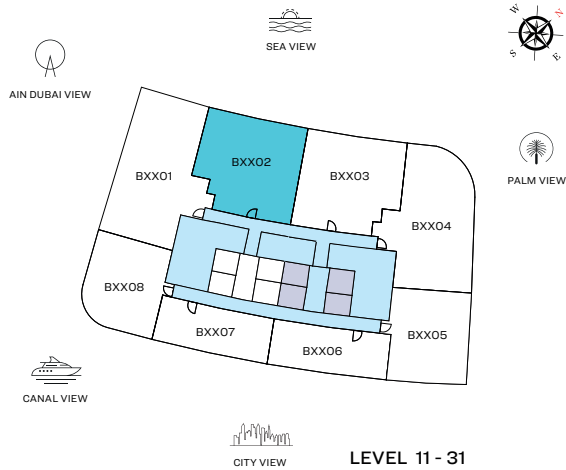 SEA VIEW
W
N
S
E
AIN DUBAI VIEW
PALM VIEW
BXX01
BXX02
BXX03
BXX04
BXX08
BXX07
BXX06
BXX05
CANAL VIEW
CITY VIEW
LEVEL 11 - 31